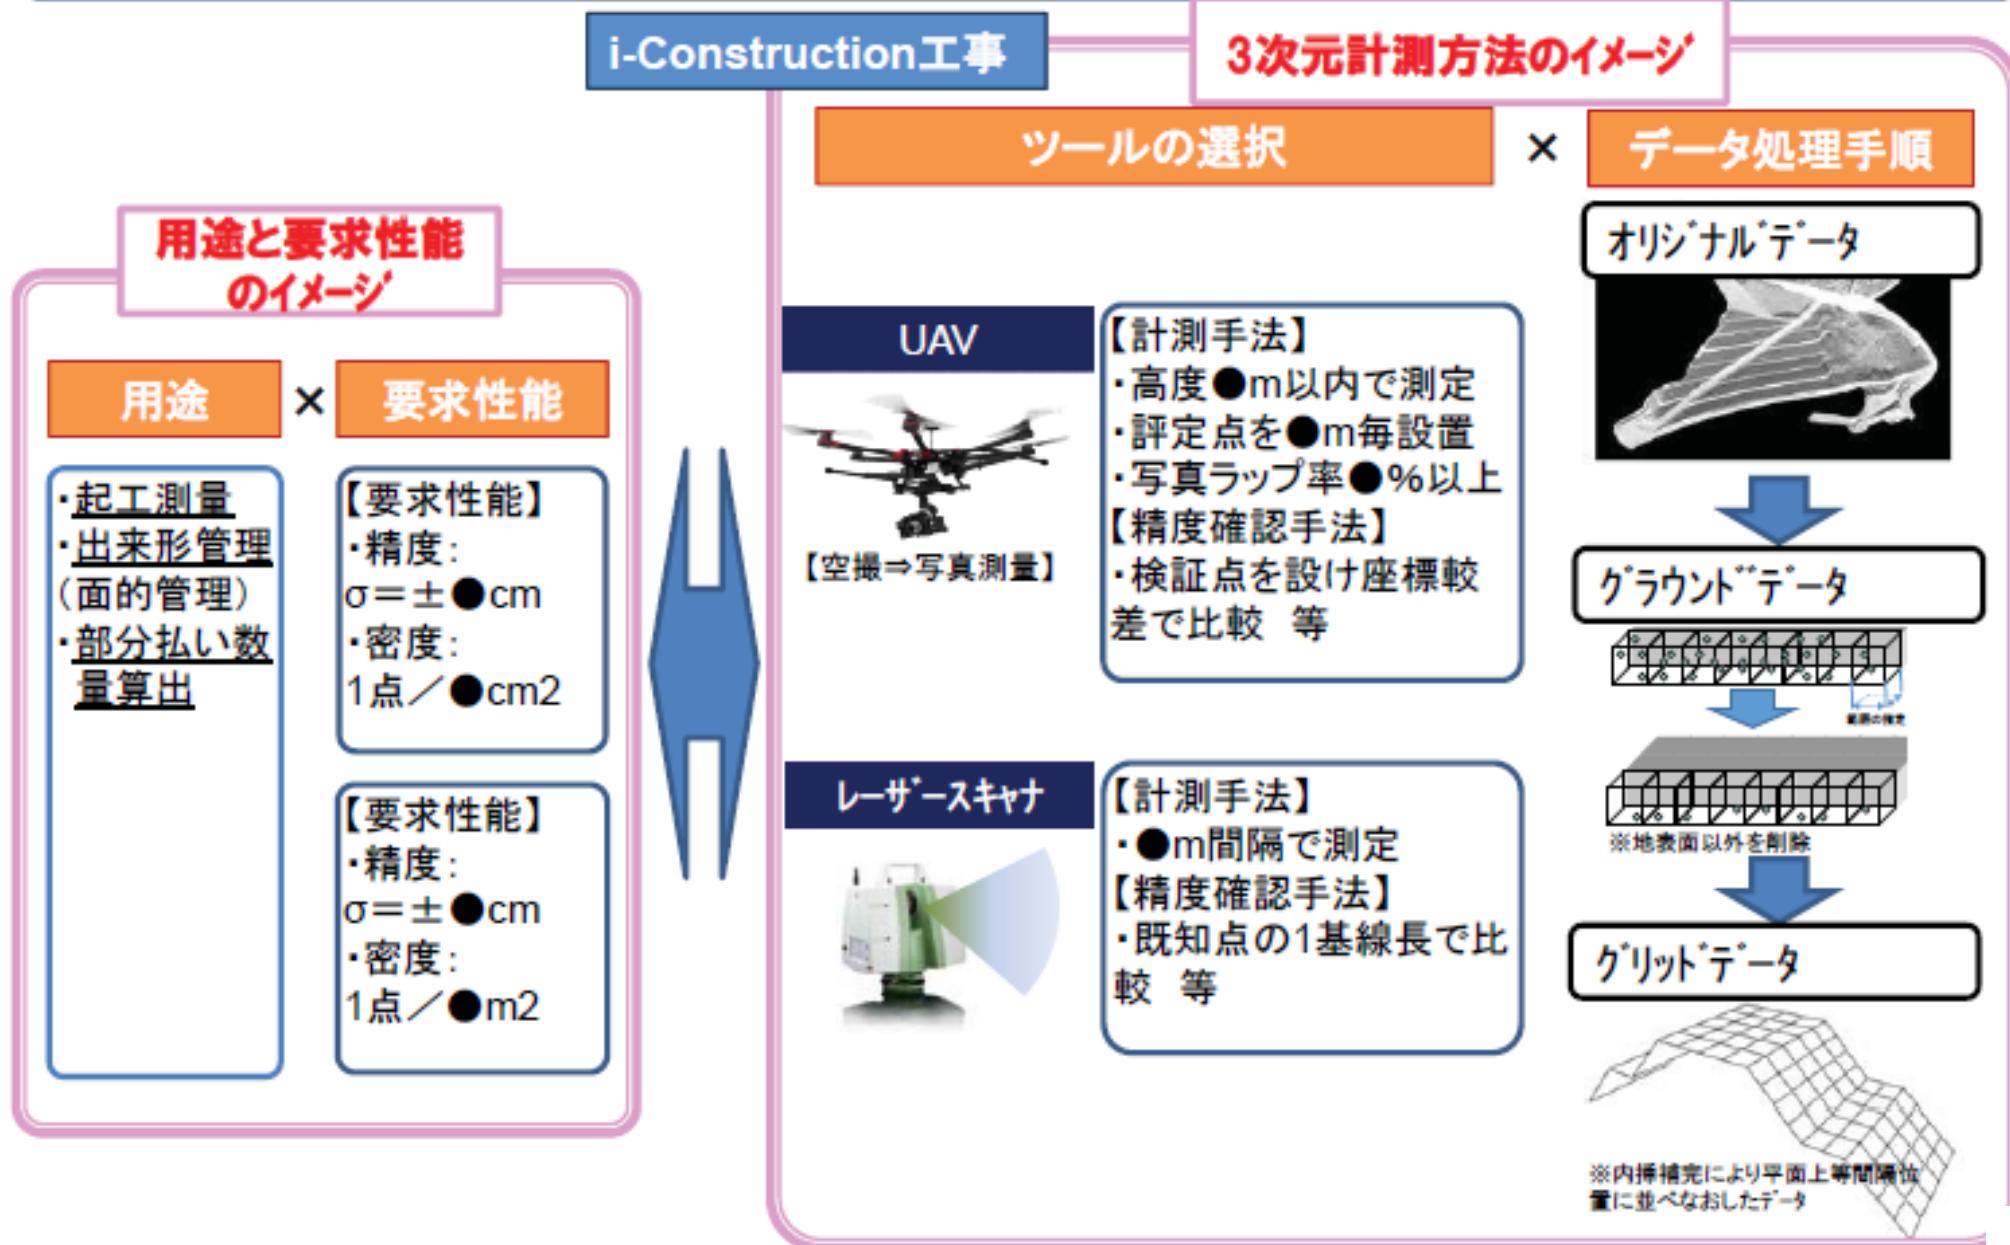 i-Construction工事
3次元計測方法のイメージ
ツールの選択
×
データ処理手順
用途と要求性能
のイメージ
用途
×
要求性能
・起工測量
・出来形管理
(面的管理)
・部分払い数
量算出
【要求性能】
・精度:
σ=±●cm
・密度:
1点/●cm2
【要求性能】
・精度:
σ=±●cm
・密度:
1点/●m2
UAV
【空撮⇒写真測量】
【計測手法】
・高度●m以内で測定
・評定点を●m毎設置
・写真ラップ率●%以上
【精度確認手法】
・検証点を設け座標較
差で比較 等
レーザースキャナ
【計測手法】
・●m間隔で測定
【精度確認手法】
・既知点の1基線長で比
較 等
オリジナルデータ
グラウンドデータ
範囲の指定
※地表面以外を削除
グリッドデータ
※内挿補完により平面上等間隔位
置に並べなおしたデータ